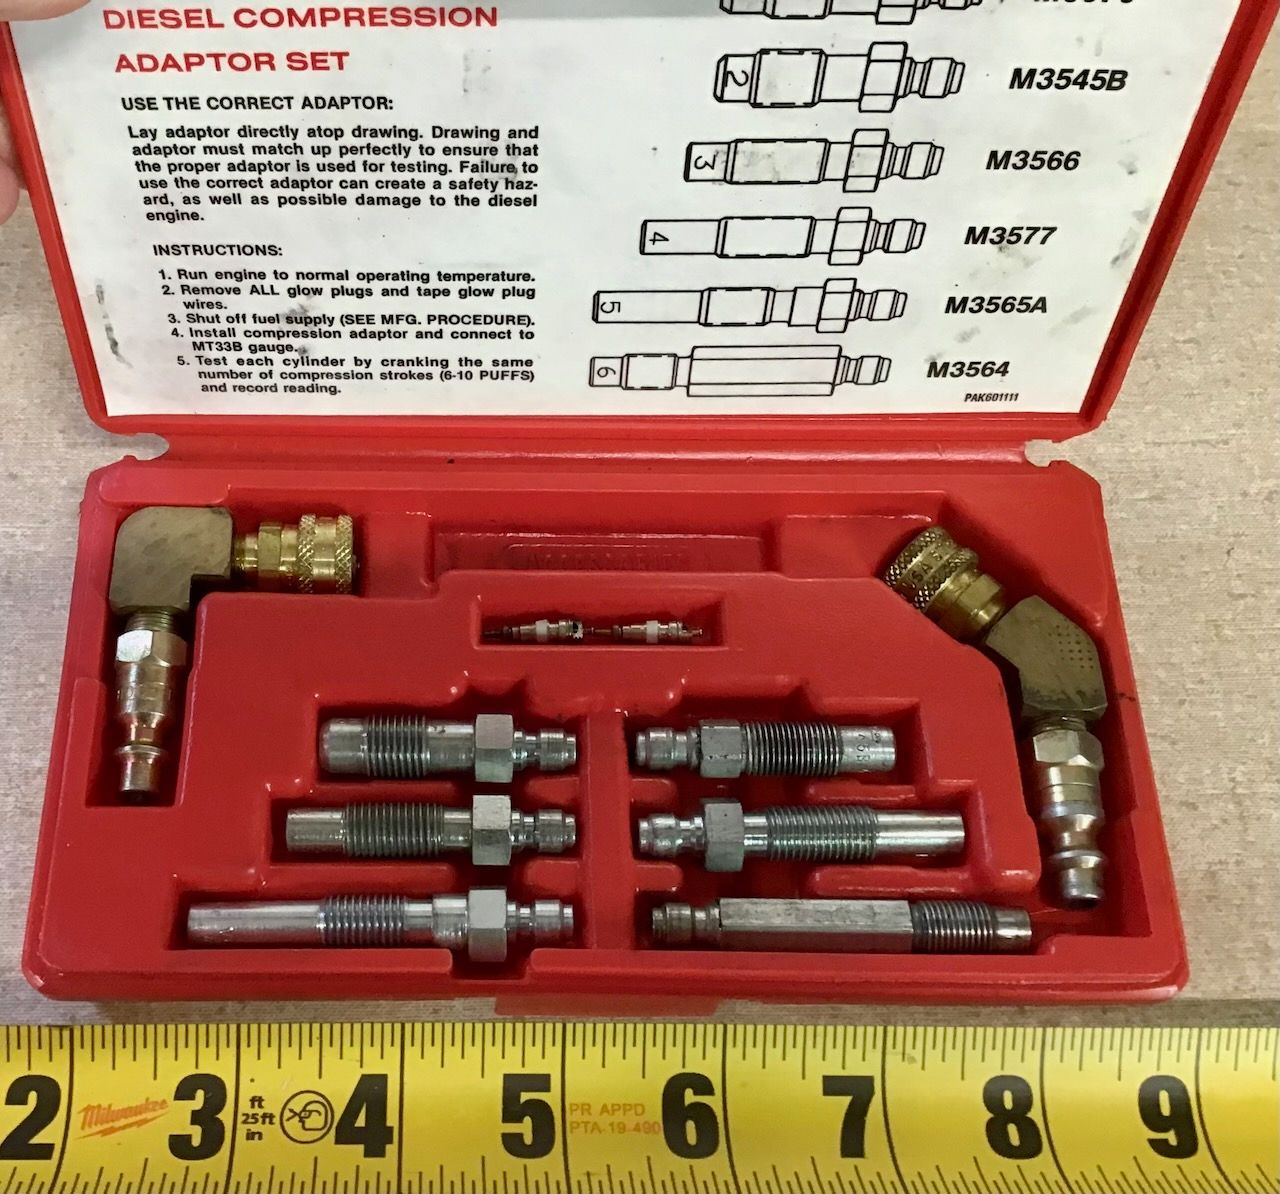 DIESEL COMPRESSION
ADAPTOR SET
USE THE CORRECT ADAPTOR:
Lay adaptor directly atop drawing. Drawing and
adaptor must match up perfectly to ensure that
the proper adaptor is used for testing. Failure to
use the correct adaptor can create a safety haz-
ard, as well as possible damage to the diesel
engine.
INSTRUCTIONS:
1. Run engine to normal operating temperature.
2. Remove ALL glow plugs and tape glow plug
wires.
3. Shut off fuel supply (SEE MFG. PROCEDURE).
4. Install compression adaptor and connect to
MT33B gauge.
5. Test each cylinder by cranking the same
number of compression strokes (6-10 PUFFS)
and record reading.
2 M3545B
3 M3566
4 M3577
5 M3565A
6 M3564
PAK601111
USA
2 Milwaukee 3 ft 25ft in 4 5 PR APPD 6 7 8 9
PTA-19-490